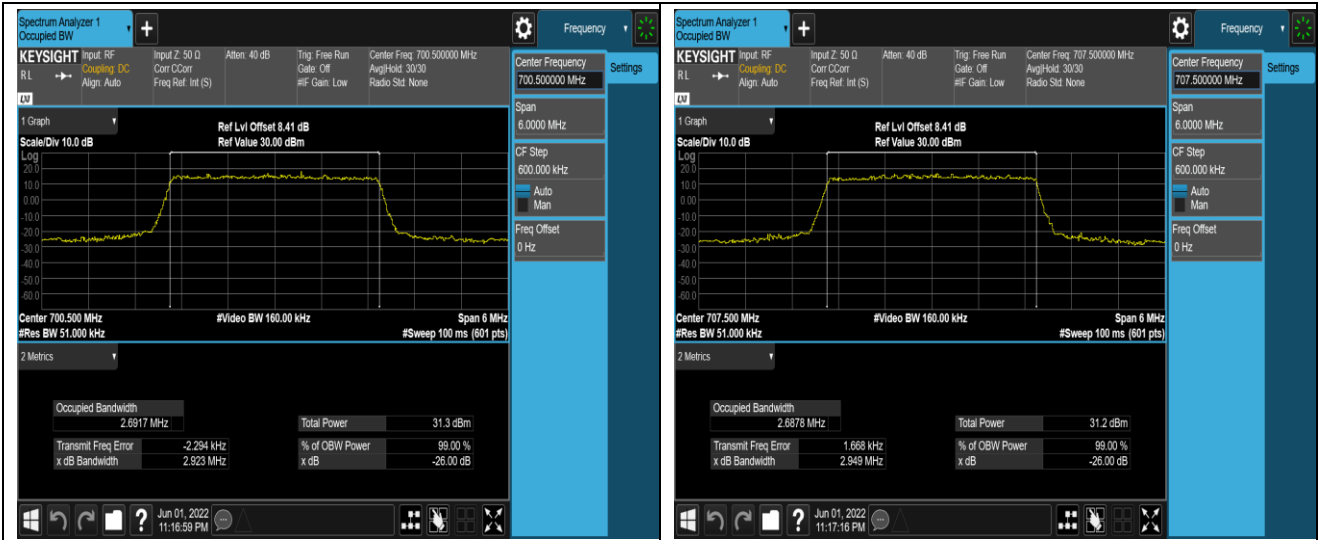 Spectrum Analyzer 1
Occupied BW
Frequency
KEYSIGHT
Input: RF
Input Z: 50 Ω
Atten: 40 dB
Trig: Free Run
Center Freq: 700.500000 MHz
Coupling: DC
Corr CCorr
Gate: Off
Avg|Hold: 30/30
R L
Align: Auto
Freq Ref: Int (S)
#IF Gain: Low
Radio Std: None
LXI
Center Frequency
700.500000 MHz
Settings
Span
6.0000 MHz
CF Step
600.000 kHz
Auto
Man
Freq Offset
0 Hz
1 Graph
Ref Lvl Offset 8.41 dB
Scale/Div 10.0 dB
Ref Value 30.00 dBm
Log
20.0
10.0
0.00
-10.0
-20.0
-30.0
-40.0
-50.0
-60.0
Center 700.500 MHz
#Video BW 160.00 kHz
Span 6 MHz
#Res BW 51.000 kHz
#Sweep 100 ms (601 pts)
2 Metrics
Occupied Bandwidth
2.6917 MHz
Total Power 31.3 dBm
Transmit Freq Error -2.294 kHz
% of OBW Power 99.00 %
x dB Bandwidth 2.923 MHz
x dB -26.00 dB
?
Jun 01, 2022
11:16:59 PM
Spectrum Analyzer 1
Occupied BW
Frequency
KEYSIGHT
Input: RF
Input Z: 50 Ω
Atten: 40 dB
Trig: Free Run
Center Freq: 707.500000 MHz
Coupling: DC
Corr CCorr
Gate: Off
Avg|Hold: 30/30
R L
Align: Auto
Freq Ref: Int (S)
#IF Gain: Low
Radio Std: None
LXI
Center Frequency
707.500000 MHz
Settings
Span
6.0000 MHz
CF Step
600.000 kHz
Auto
Man
Freq Offset
0 Hz
1 Graph
Ref Lvl Offset 8.41 dB
Scale/Div 10.0 dB
Ref Value 30.00 dBm
Log
20.0
10.0
0.00
-10.0
-20.0
-30.0
-40.0
-50.0
-60.0
Center 707.500 MHz
#Video BW 160.00 kHz
Span 6 MHz
#Res BW 51.000 kHz
#Sweep 100 ms (601 pts)
2 Metrics
Occupied Bandwidth
2.6878 MHz
Total Power 31.2 dBm
Transmit Freq Error 1.668 kHz
% of OBW Power 99.00 %
x dB Bandwidth 2.949 MHz
x dB -26.00 dB
?
Jun 01, 2022
11:17:16 PM